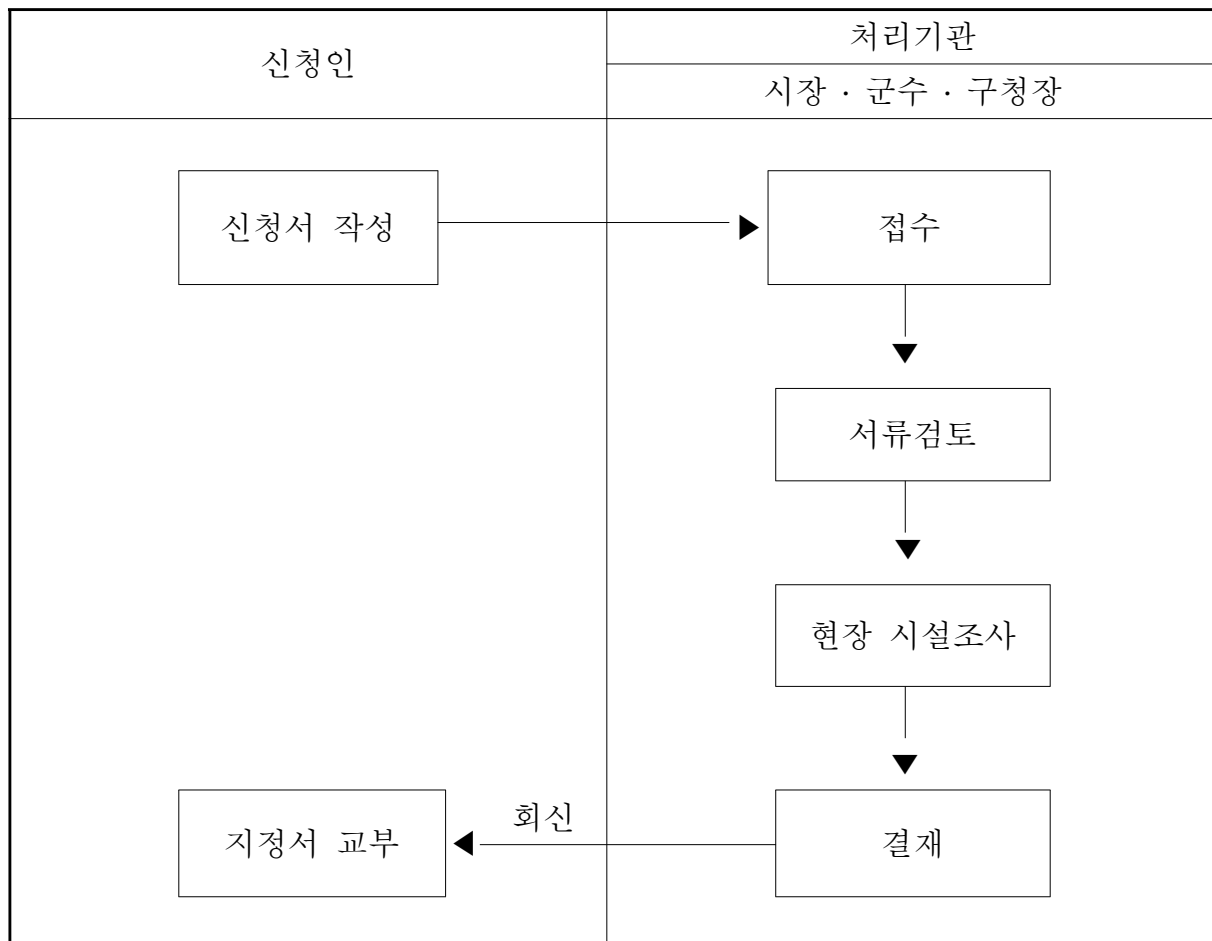 신청인
처리기관
시장 · 군수 · 구청장
신청서 작성
접수
서류검토
현장 시설조사
지정서 교부
회신
결재